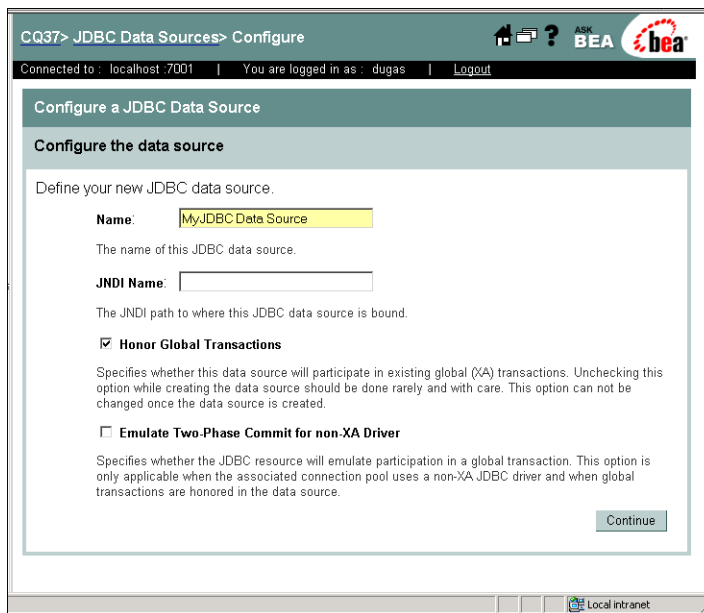 CQ37> JDBC Data Sources> Configure
? ASK BEA bea
Connected to : localhost :7001 | You are logged in as : dugas | Logout
Configure a JDBC Data Source
Configure the data source
Define your new JDBC data source.
Name: MyJDBC Data Source
The name of this JDBC data source.
JNDI Name:
The JNDI path to where this JDBC data source is bound.
Honor Global Transactions
Specifies whether this data source will participate in existing global (XA) transactions. Unchecking this
option while creating the data source should be done rarely and with care. This option can not be
changed once the data source is created.
Emulate Two-Phase Commit for non-XA Driver
Specifies whether the JDBC resource will emulate participation in a global transaction. This option is
only applicable when the associated connection pool uses a non-XA JDBC driver and when global
transactions are honored in the data source.
Continue
Local intranet